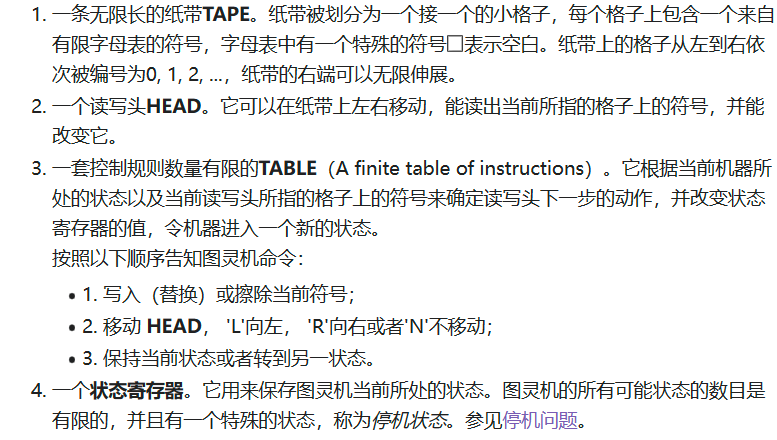 1. 一条无限长的纸带TAPE。纸带被划分为一个接一个的小格子，每个格子上包含一个来自
有限字母表的符号，字母表中有一个特殊的符号□表示空白。纸带上的格子从左到右依
次被编号为0, 1, 2, ...，纸带的右端可以无限伸展。
2. 一个读写头HEAD。它可以在纸带上左右移动，能读出当前所指的格子上的符号，并能
改变它。
3. 一套控制规则数量有限的TABLE（A finite table of instructions）。它根据当前机器所
处的状态以及当前读写头所指的格子上的符号来确定读写头下一步的动作，并改变状态
寄存器的值，令机器进入一个新的状态。
按照以下顺序告知图灵机命令：
• 1. 写入（替换）或擦除当前符号；
• 2. 移动 HEAD， 'L'向左， 'R'向右或者'N'不移动；
• 3. 保持当前状态或者转到另一状态。
4. 一个状态寄存器。它用来保存图灵机当前所处的状态。图灵机的所有可能状态的数目是
有限的，并且有一个特殊的状态，称为停机状态。参见停机问题。